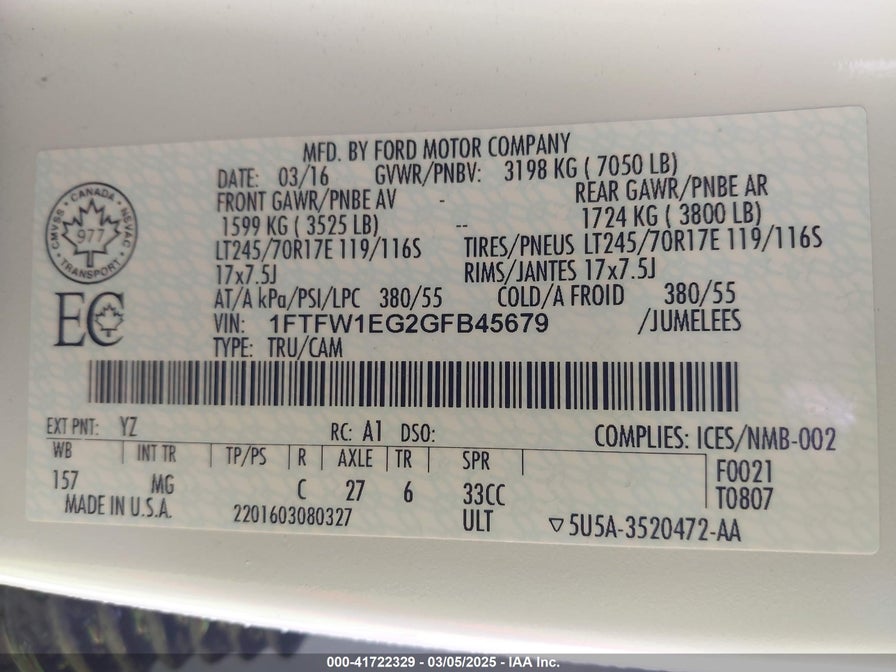 MFD. BY FORD MOTOR COMPANY
DATE: 03/16 GVWR/PNBV: 3198 KG ( 7050 LB)
FRONT GAWR/PNBE AV - REAR GAWR/PNBE AR
1599 KG ( 3525 LB) -- 1724 KG ( 3800 LB)
LT245/70R17E 119/116S TIRES/PNEUS LT245/70R17E 119/116S
17x7.5J RIMS/JANTES 17x7.5J
AT/A kPa/PSI/LPC 380/55 COLD/A FROID 380/55
VIN: 1FTFW1EG2GFB45679 /JUMELEES
TYPE: TRU/CAM
CANADA
CMVSS NSVAC
977
TRANSPORT
EC
EXT PNT: YZ RC: A1 DSO: COMPLIES: ICES/NMB-002
WB INT TR TP/PS R AXLE TR SPR F0021
157 MG C 27 6 33CC T0807
MADE IN U.S.A. 2201603080327 ULT ▽5U5A-3520472-AA
000-41722329 - 03/05/2025 - IAA Inc.